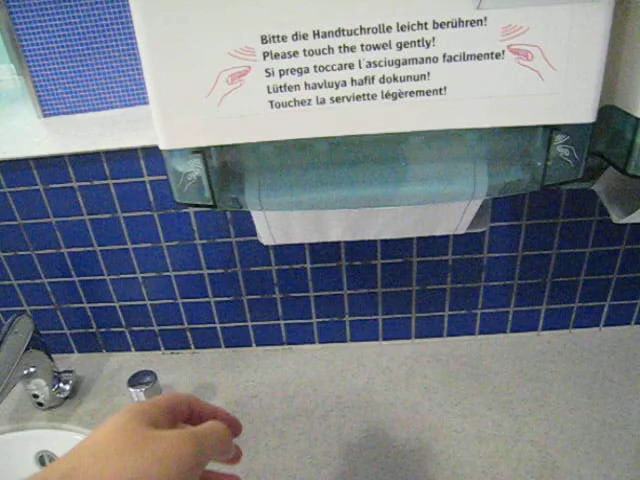 Bitte die Handtuchrolle leicht berühren!
Please touch the towel gently!
Si prega toccare l'asciugamano facilmente!
Lütfen havluya hafif dokunun!
Touchez la serviette légèrement!